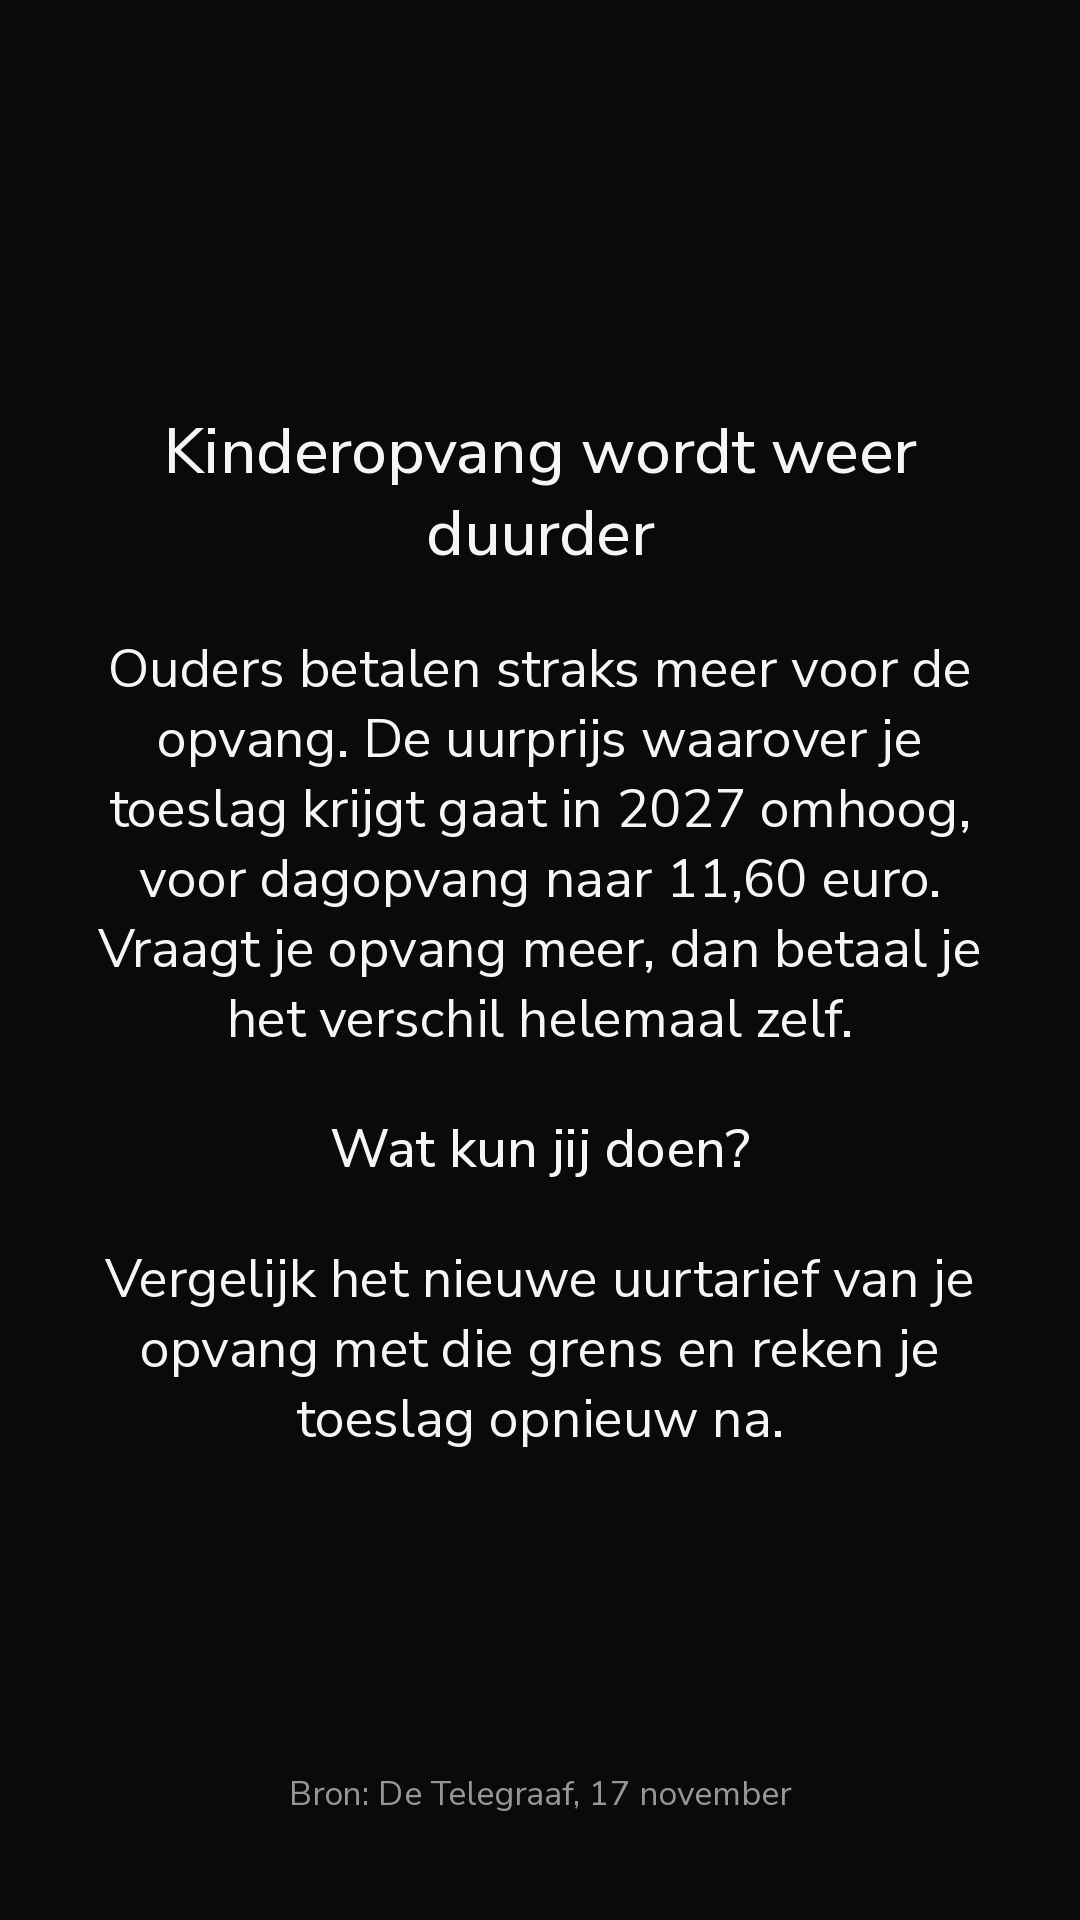 Kinderopvang wordt weer
duurder
Ouders betalen straks meer voor de
opvang. De uurprijs waarover je
toeslag krijgt gaat in 2027 omhoog,
voor dagopvang naar 11,60 euro.
Vraagt je opvang meer, dan betaal je
het verschil helemaal zelf.
Wat kun jij doen?
Vergelijk het nieuwe uurtarief van je
opvang met die grens en reken je
toeslag opnieuw na.
Bron: De Telegraaf, 17 november